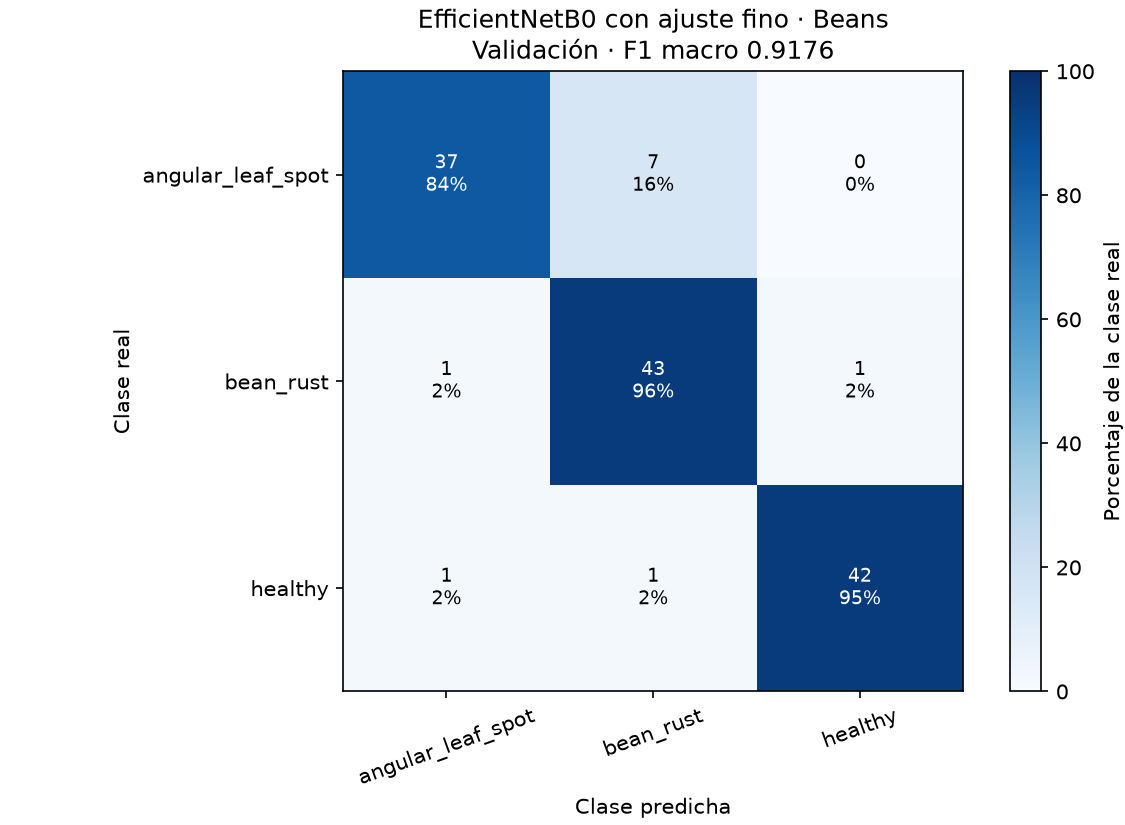 EfficientNetB0 con ajuste fino · Beans
Validación · F1 macro 0.9176
angular_leaf_spot
37
84%
7
16%
0
0%
bean_rust
1
2%
43
96%
1
2%
healthy
1
2%
1
2%
42
95%
angular_leaf_spot
bean_rust
healthy
Clase predicha
Clase real
100
80
60
40
20
0
Porcentaje de la clase real